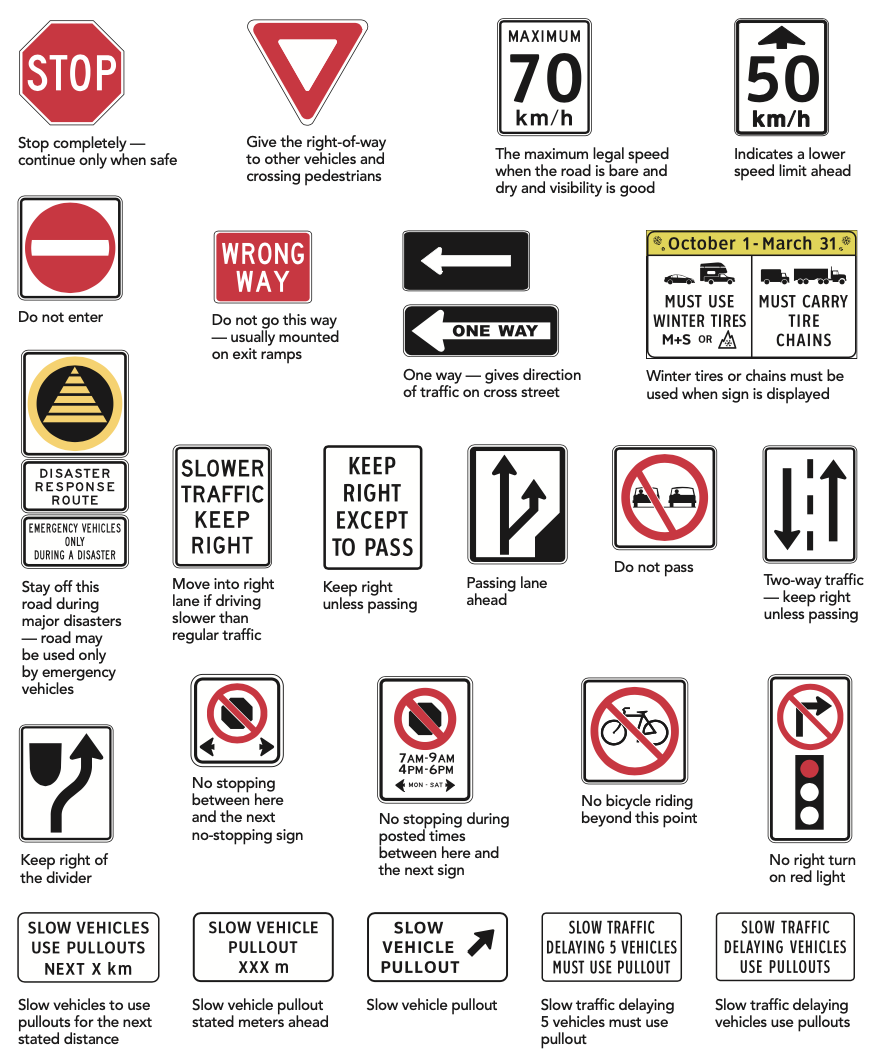 STOP
Stop completely —
continue only when safe
Give the right-of-way
to other vehicles and
crossing pedestrians
MAXIMUM
70
km/h
The maximum legal speed
when the road is bare and
dry and visibility is good
50
km/h
Indicates a lower
speed limit ahead
Do not enter
WRONG
WAY
Do not go this way
— usually mounted
on exit ramps
ONE WAY
One way — gives direction
of traffic on cross street
October 1 - March 31
MUST USE
WINTER TIRES
M+S OR
MUST CARRY
TIRE
CHAINS
Winter tires or chains must be
used when sign is displayed
DISASTER
RESPONSE
ROUTE
EMERGENCY VEHICLES
ONLY
DURING A DISASTER
Stay off this
road during
major disasters
— road may
be used only
by emergency
vehicles
SLOWER
TRAFFIC
KEEP
RIGHT
Move into right
lane if driving
slower than
regular traffic
KEEP
RIGHT
EXCEPT
TO PASS
Keep right
unless passing
Passing lane
ahead
Do not pass
Two-way traffic
— keep right
unless passing
Keep right of
the divider
No stopping
between here
and the next
no-stopping sign
7AM-9AM
4PM-6PM
MON - SAT
No stopping during
posted times
between here and
the next sign
No bicycle riding
beyond this point
No right turn
on red light
SLOW VEHICLES
USE PULLOUTS
NEXT X km
Slow vehicles to use
pullouts for the next
stated distance
SLOW VEHICLE
PULLOUT
XXX m
Slow vehicle pullout
stated meters ahead
SLOW
VEHICLE
PULLOUT
Slow vehicle pullout
SLOW TRAFFIC
DELAYING 5 VEHICLES
MUST USE PULLOUT
Slow traffic delaying
5 vehicles must use
pullout
SLOW TRAFFIC
DELAYING VEHICLES
USE PULLOUTS
Slow traffic delaying
vehicles use pullouts